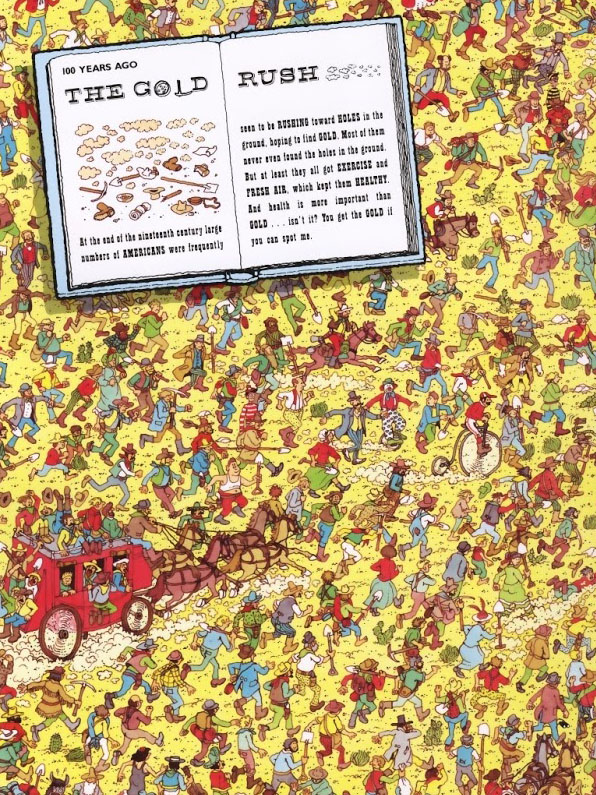 100 YEARS AGO
THE GOLD
At the end of the nineteenth century large
numbers of AMERICANS were frequently
RUSH
seen to be RUSHING toward HOLES in the
ground, hoping to find GOLD. Most of them
never even found the holes in the ground.
But at least they all got EXERCISE and
FRESH AIR, which kept them HEALTHY.
And health is more important than
GOLD . . . isn't it? You get the GOLD if
you can spot me.